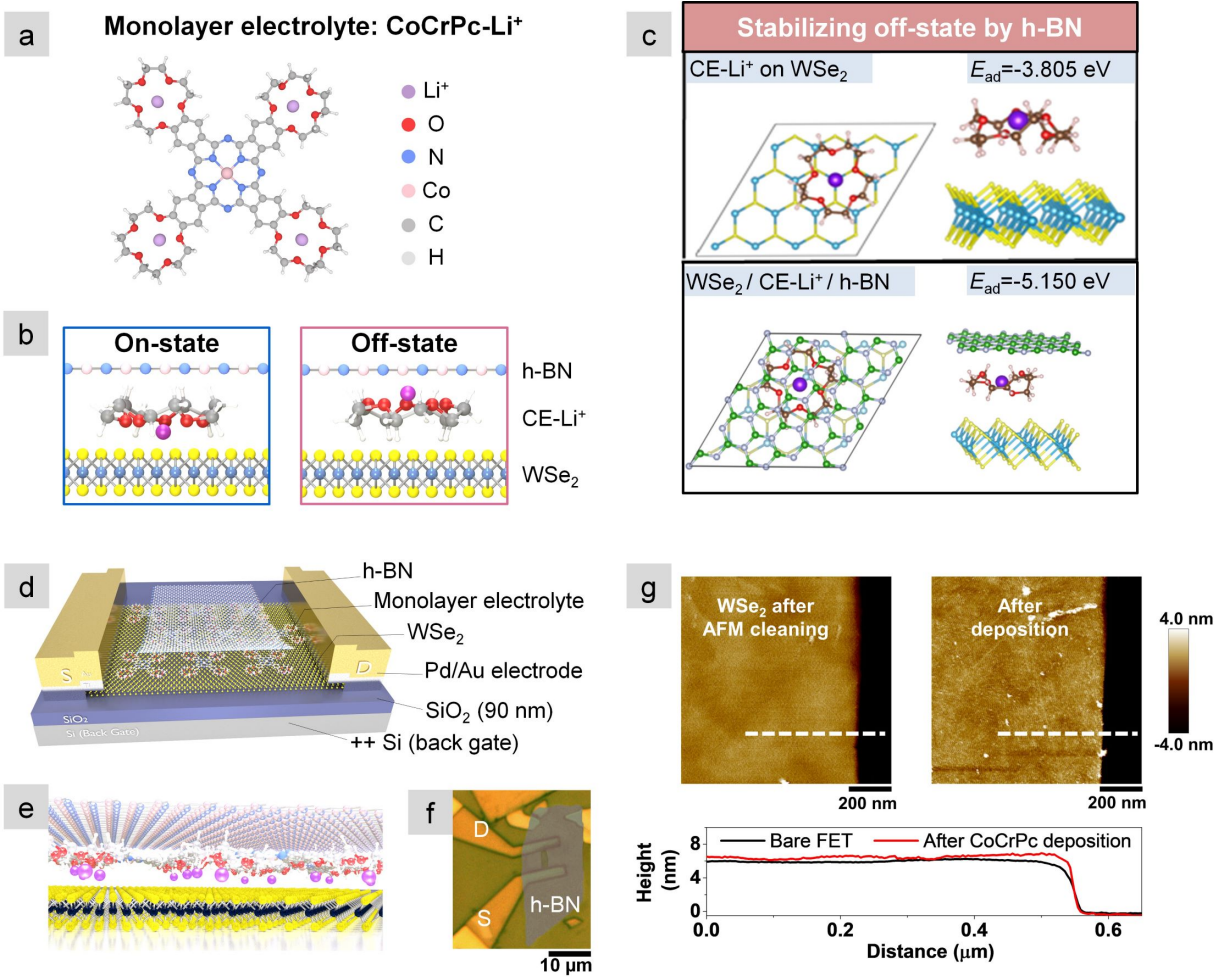 a
Monolayer electrolyte: CoCrPc-Li⁺
Li⁺
O
N
Co
C
H
b
On-state
Off-state
h-BN
CE-Li⁺
WSe₂
c
Stabilizing off-state by h-BN
CE-Li⁺ on WSe₂
E_ad=-3.805 eV
WSe₂ / CE-Li⁺ / h-BN
E_ad=-5.150 eV
d
h-BN
Monolayer electrolyte
WSe₂
Pd/Au electrode
SiO₂ (90 nm)
++ Si (back gate)
S
D
SiO₂
Si (Back Gate)
e
f
D
S
h-BN
10 µm
g
WSe₂ after
AFM cleaning
200 nm
After
deposition
200 nm
4.0 nm
-4.0 nm
Bare FET
After CoCrPc deposition
Height
(nm)
8
4
0
0.0
0.2
0.4
0.6
Distance (µm)